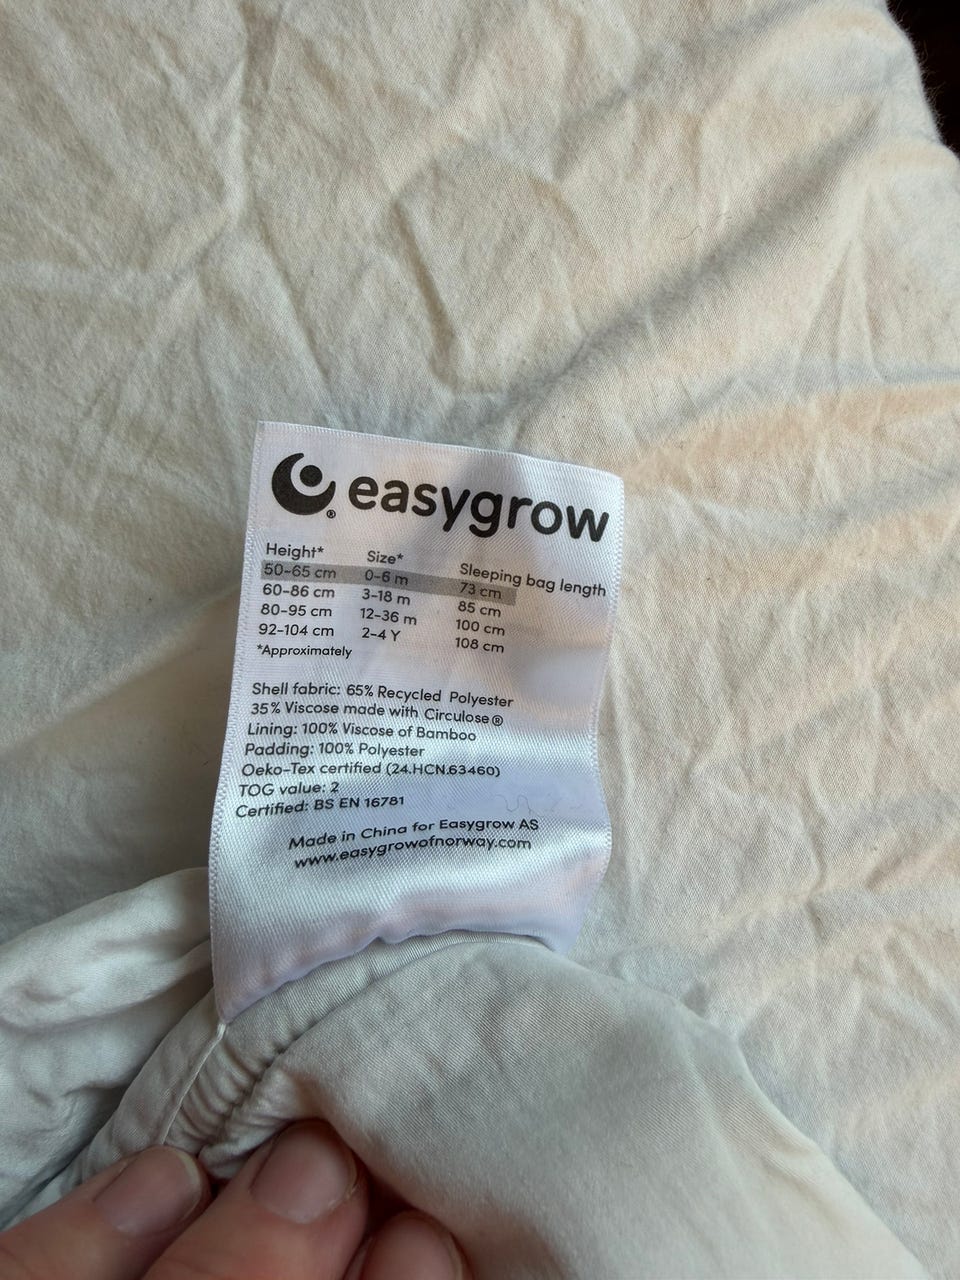 easygrow
®
Height* Size* Sleeping bag length
50-65 cm 0-6 m 73 cm
60-86 cm 3-18 m 85 cm
80-95 cm 12-36 m 100 cm
92-104 cm 2-4 Y 108 cm
*Approximately
Shell fabric: 65% Recycled Polyester
35% Viscose made with Circulose®
Lining: 100% Viscose of Bamboo
Padding: 100% Polyester
Oeko-Tex certified (24.HCN.63460)
TOG value: 2
Certified: BS EN 16781
Made in China for Easygrow AS
www.easygrowofnorway.com